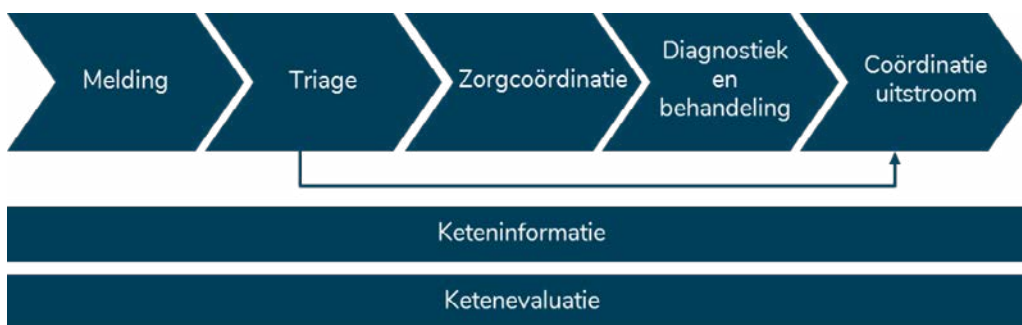 Melding
Triage
Zorgcoördinatie
Diagnostiek
en
behandeling
Coördinatie
uitstroom
Keteninformatie
Ketenevaluatie